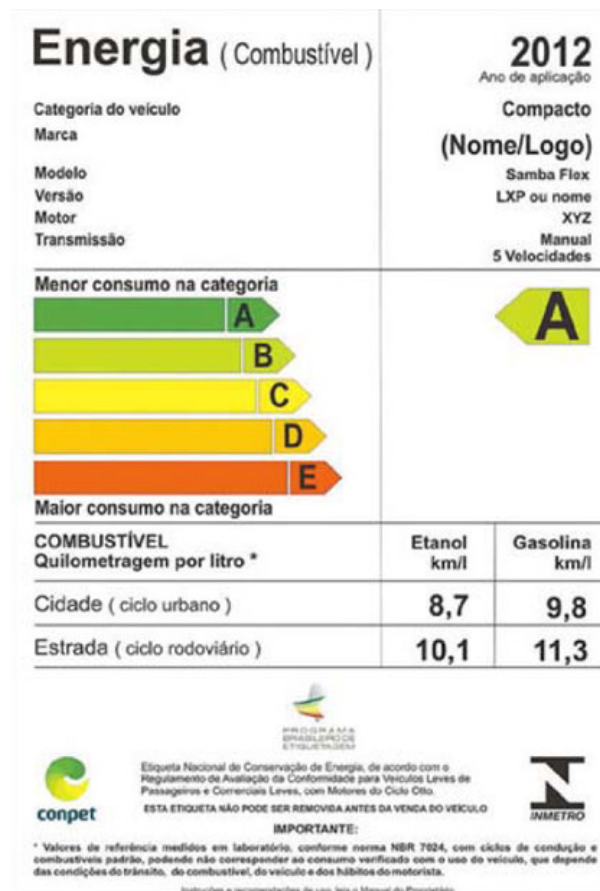 Energia ( Combustível ) 2012
Ano de aplicação
Categoria do veículo Compacto
Marca (Nome/Logo)
Modelo Samba Flex
Versão LXP ou nome
Motor XYZ
Transmissão Manual
5 Velocidades
Menor consumo na categoria
A A
B
C
D
E
Maior consumo na categoria
COMBUSTÍVEL Etanol Gasolina
Quilometragem por litro * km/l km/l
Cidade ( ciclo urbano ) 8,7 9,8
Estrada ( ciclo rodoviário ) 10,1 11,3
PROGRAMA
BRASILEIRO DE
ETIQUETAGEM
Etiqueta Nacional de Conservação de Energia, de acordo com o
Regulamento de Avaliação da Conformidade para Veículos Leves de
Passageiros e Comerciais Leves, com Motores do Ciclo Otto.
ESTA ETIQUETA NÃO PODE SER REMOVIDA ANTES DA VENDA DO VEÍCULO
conpet INMETRO
IMPORTANTE:
* Valores de referência medidos em laboratório, conforme norma NBR 7024, com ciclos de condução e
combustíveis padrão, podendo não corresponder ao consumo verificado com o uso do veículo, que depende
das condições do trânsito, do combustível, do veículo e dos hábitos do motorista.